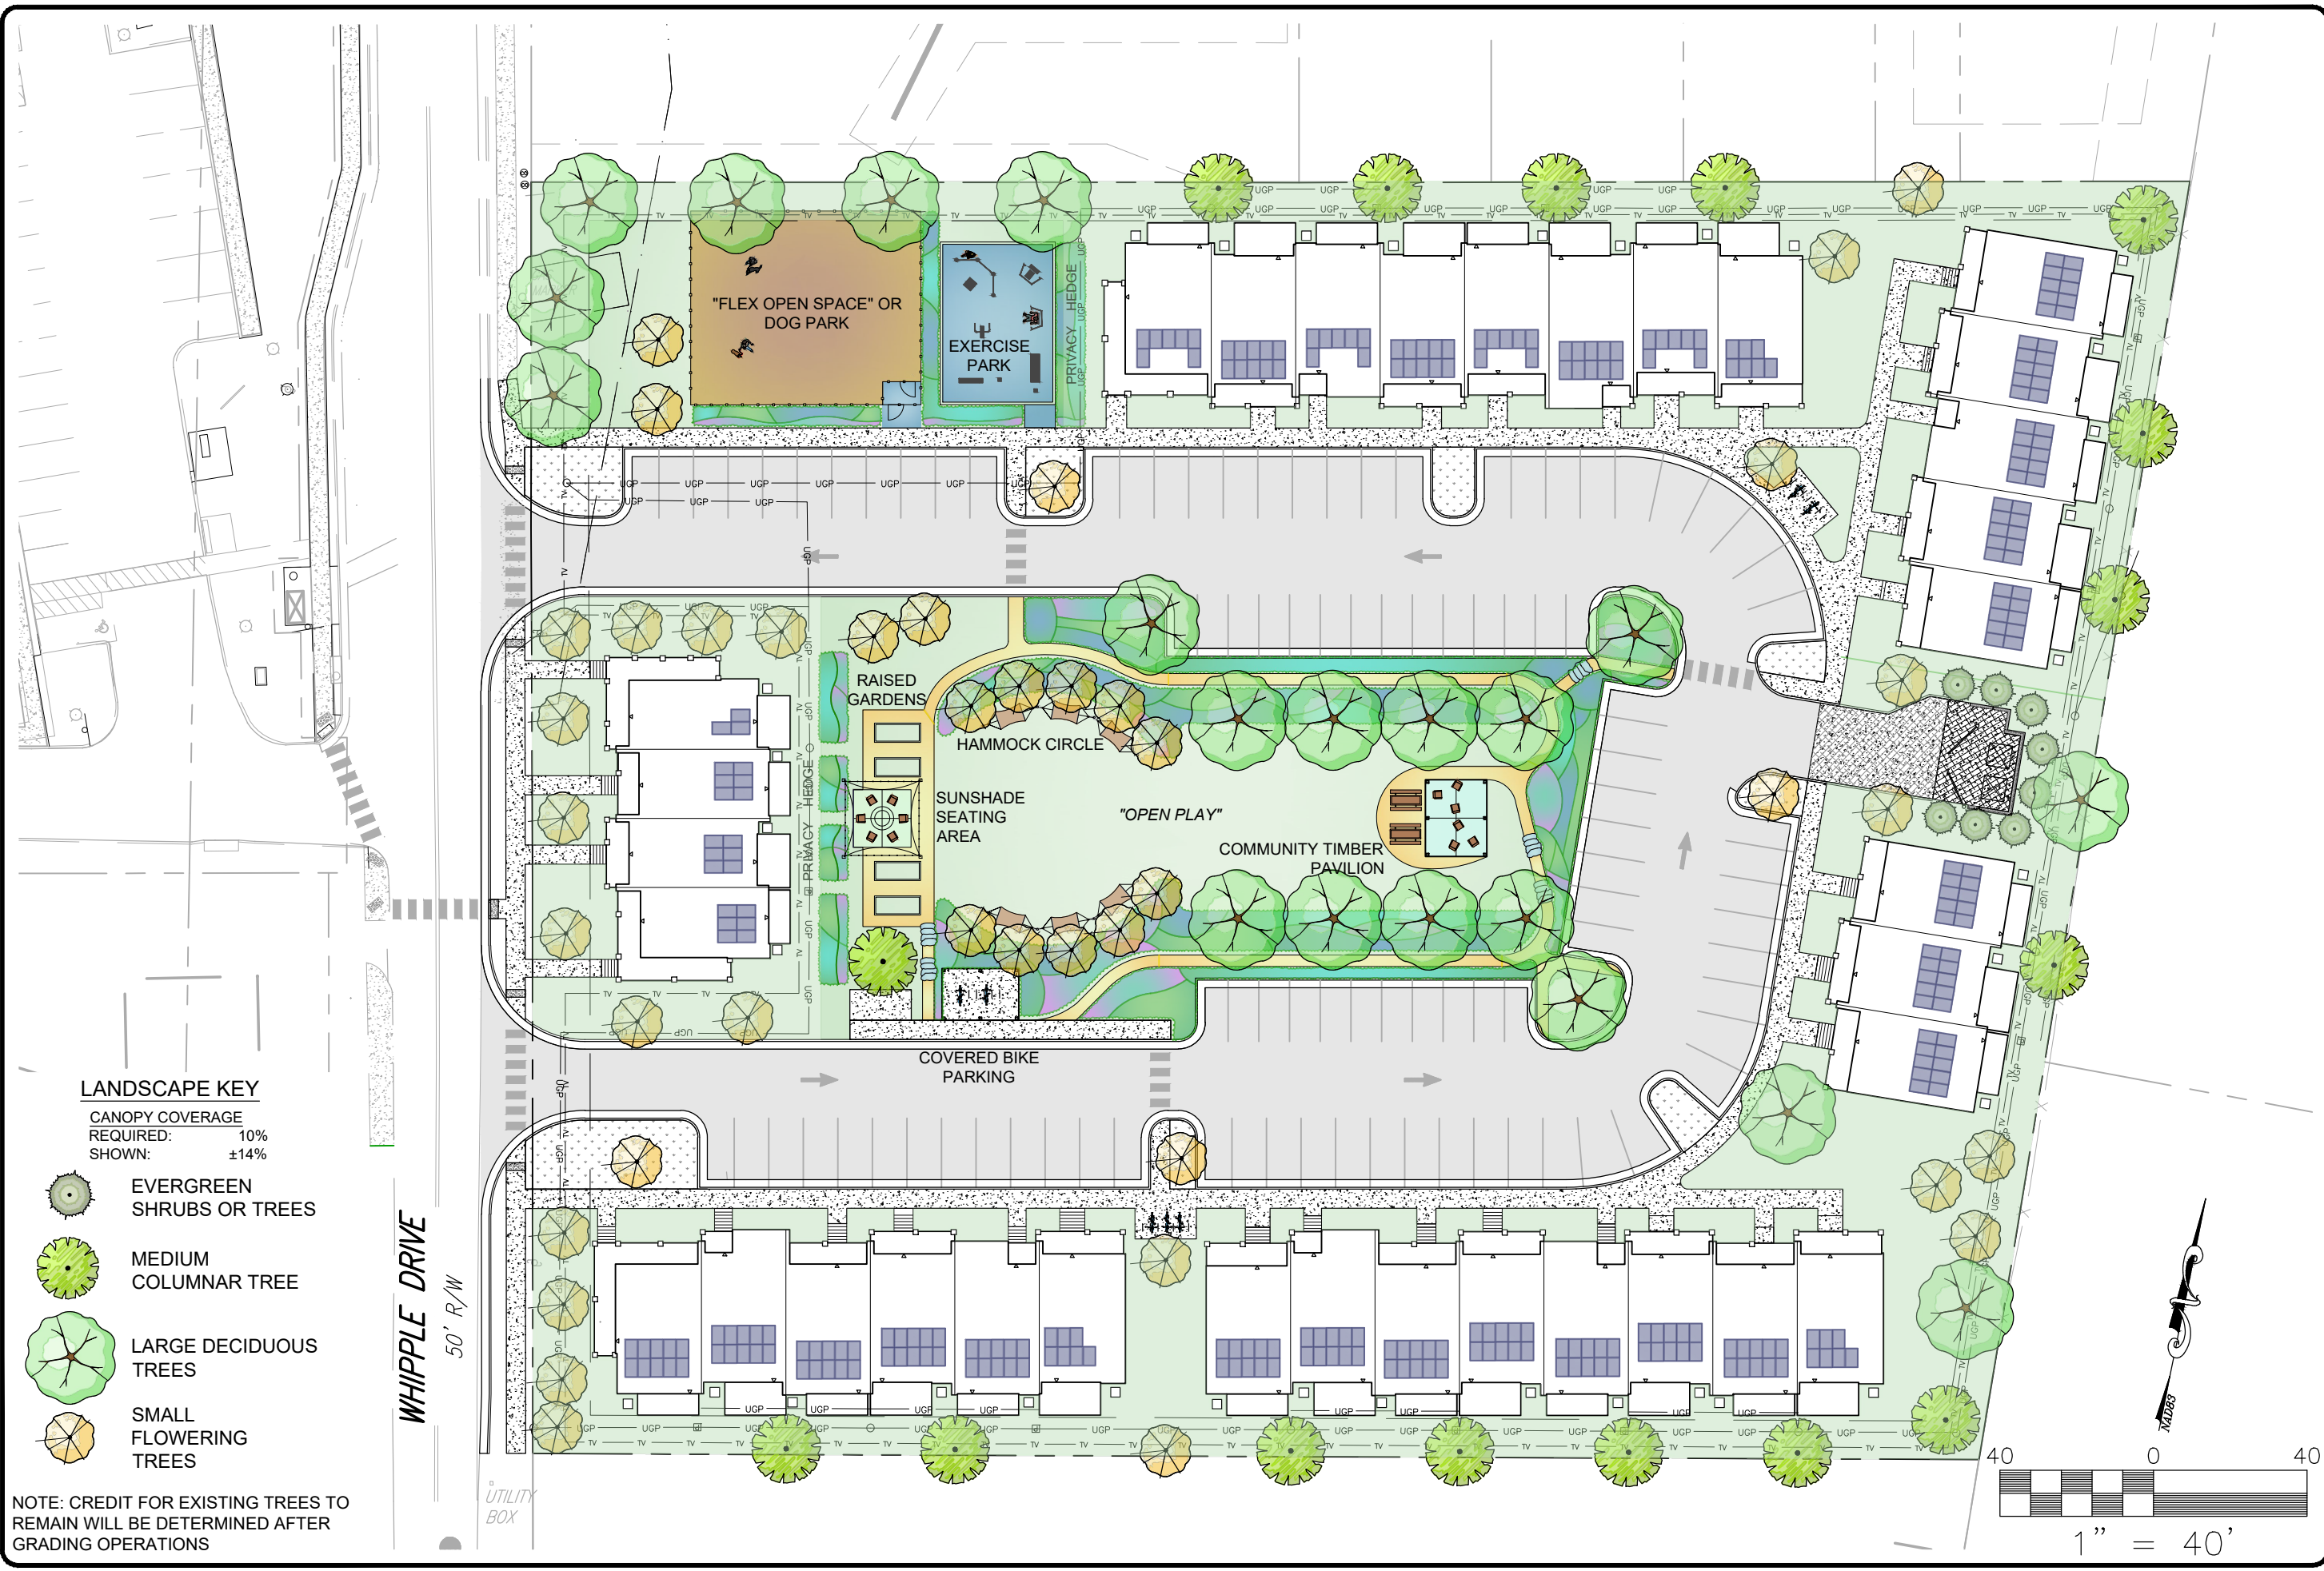 "FLEX OPEN SPACE" OR
DOG PARK
EXERCISE
PARK
PRIVACY HEDGE
RAISED
GARDENS
HAMMOCK CIRCLE
SUNSHADE
SEATING
AREA
"OPEN PLAY"
COMMUNITY TIMBER
PAVILION
PRIVACY HEDGE
COVERED BIKE
PARKING
LANDSCAPE KEY
CANOPY COVERAGE
REQUIRED: 10%
SHOWN: ±14%
EVERGREEN
SHRUBS OR TREES
MEDIUM
COLUMNAR TREE
LARGE DECIDUOUS
TREES
SMALL
FLOWERING
TREES
NOTE: CREDIT FOR EXISTING TREES TO
REMAIN WILL BE DETERMINED AFTER
GRADING OPERATIONS
WHIPPLE DRIVE
50' R/W
UTILITY
BOX
NAD83
40 0 40
1" = 40'
UGP
TV